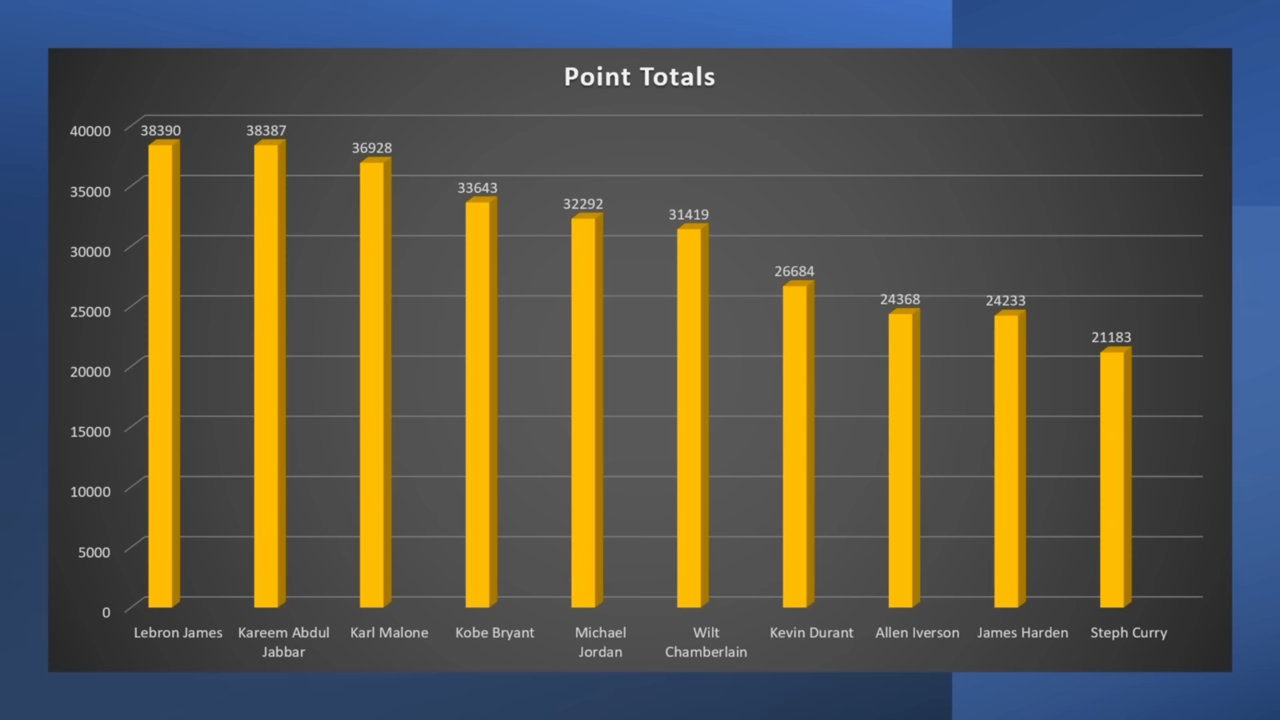 Point Totals
40000
35000
30000
25000
20000
15000
10000
5000
0
38390
38387
36928
33643
32292
31419
26684
24368
24233
21183
Lebron James
Kareem Abdul
Jabbar
Karl Malone
Kobe Bryant
Michael
Jordan
Wilt
Chamberlain
Kevin Durant
Allen Iverson
James Harden
Steph Curry